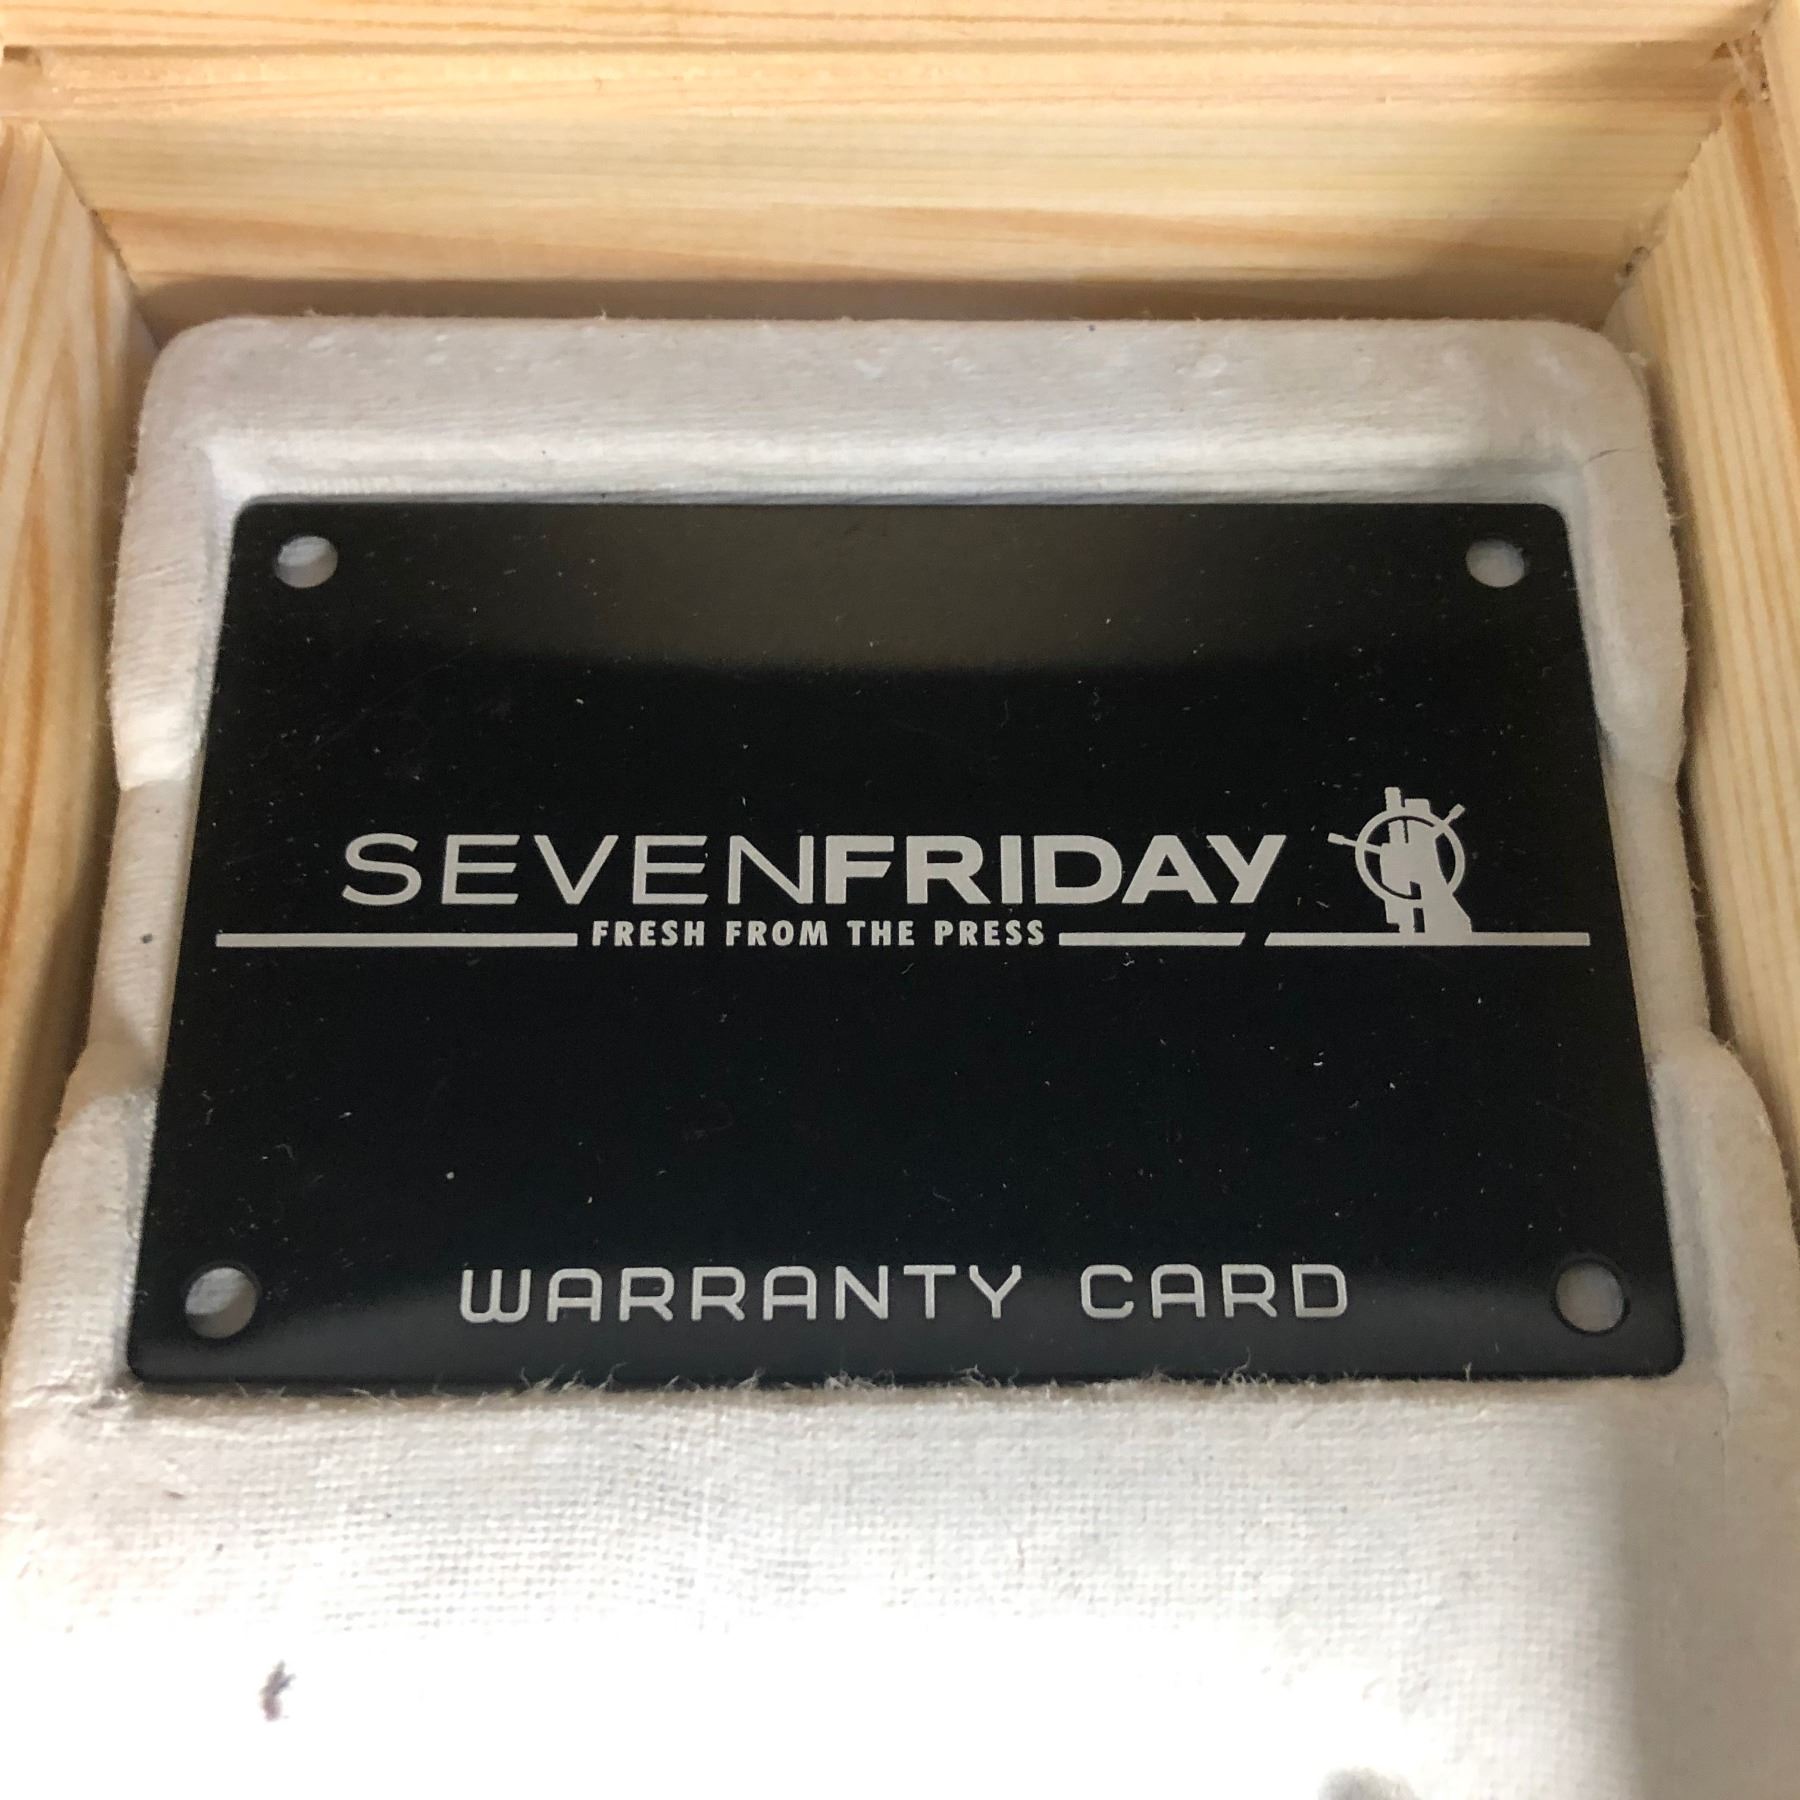 SEVENFRIDAY
FRESH FROM THE PRESS
WARRANTY CARD